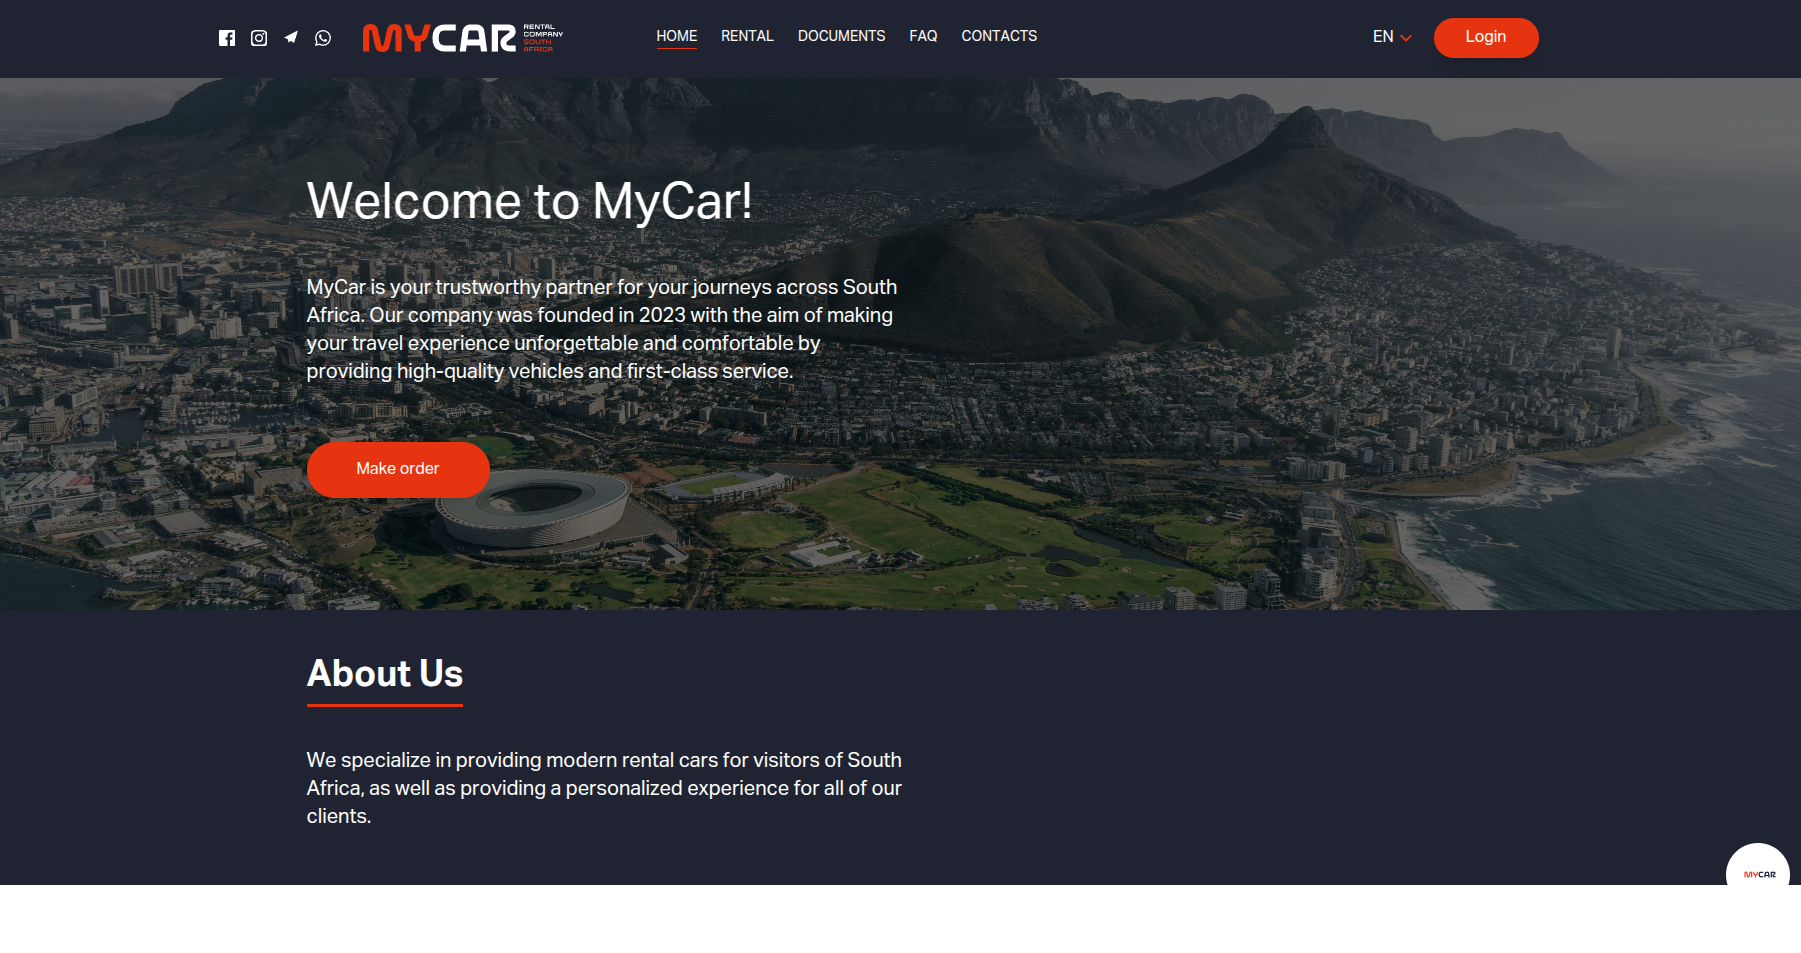 MYCAR
RENTAL
COMPANY
SOUTH
AFRICA
HOME
RENTAL
DOCUMENTS
FAQ
CONTACTS
EN
Login
Welcome to MyCar!
MyCar is your trustworthy partner for your journeys across South
Africa. Our company was founded in 2023 with the aim of making
your travel experience unforgettable and comfortable by
providing high-quality vehicles and first-class service.
Make order
About Us
We specialize in providing modern rental cars for visitors of South
Africa, as well as providing a personalized experience for all of our
clients.
MYCAR